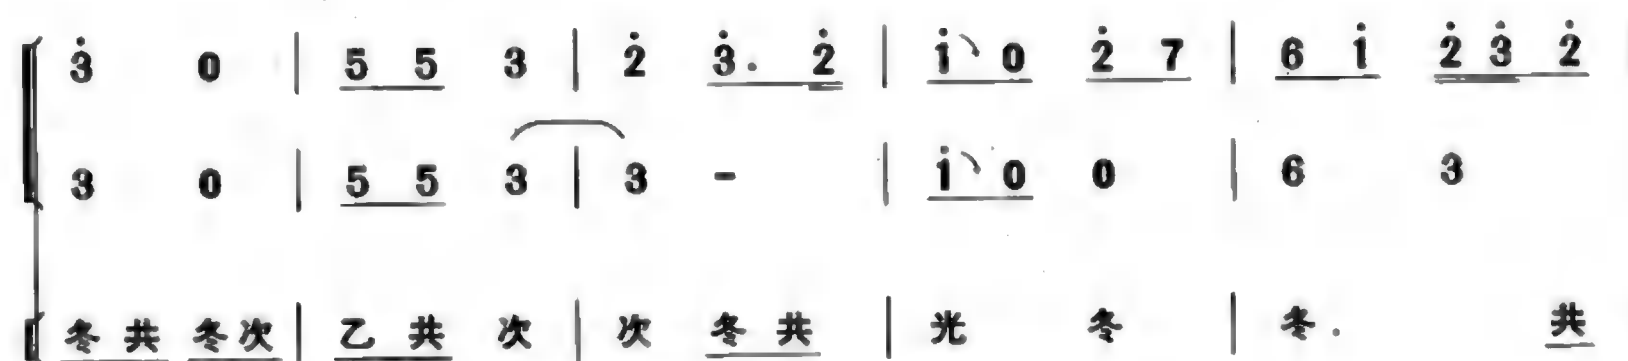 3̇ 0 | 5 5 3 | 2̇ 3̇. 2̇ | 1̇ 0 2̇ 7 | 6 1̇ 2̇ 3̇ 2̇
3 0 | 5 5 3 | 3 - | 1̇ 0 0 | 6 3
冬 共 冬 次 | 乙 共 次 | 次 冬 共 | 光 冬 | 冬. 共